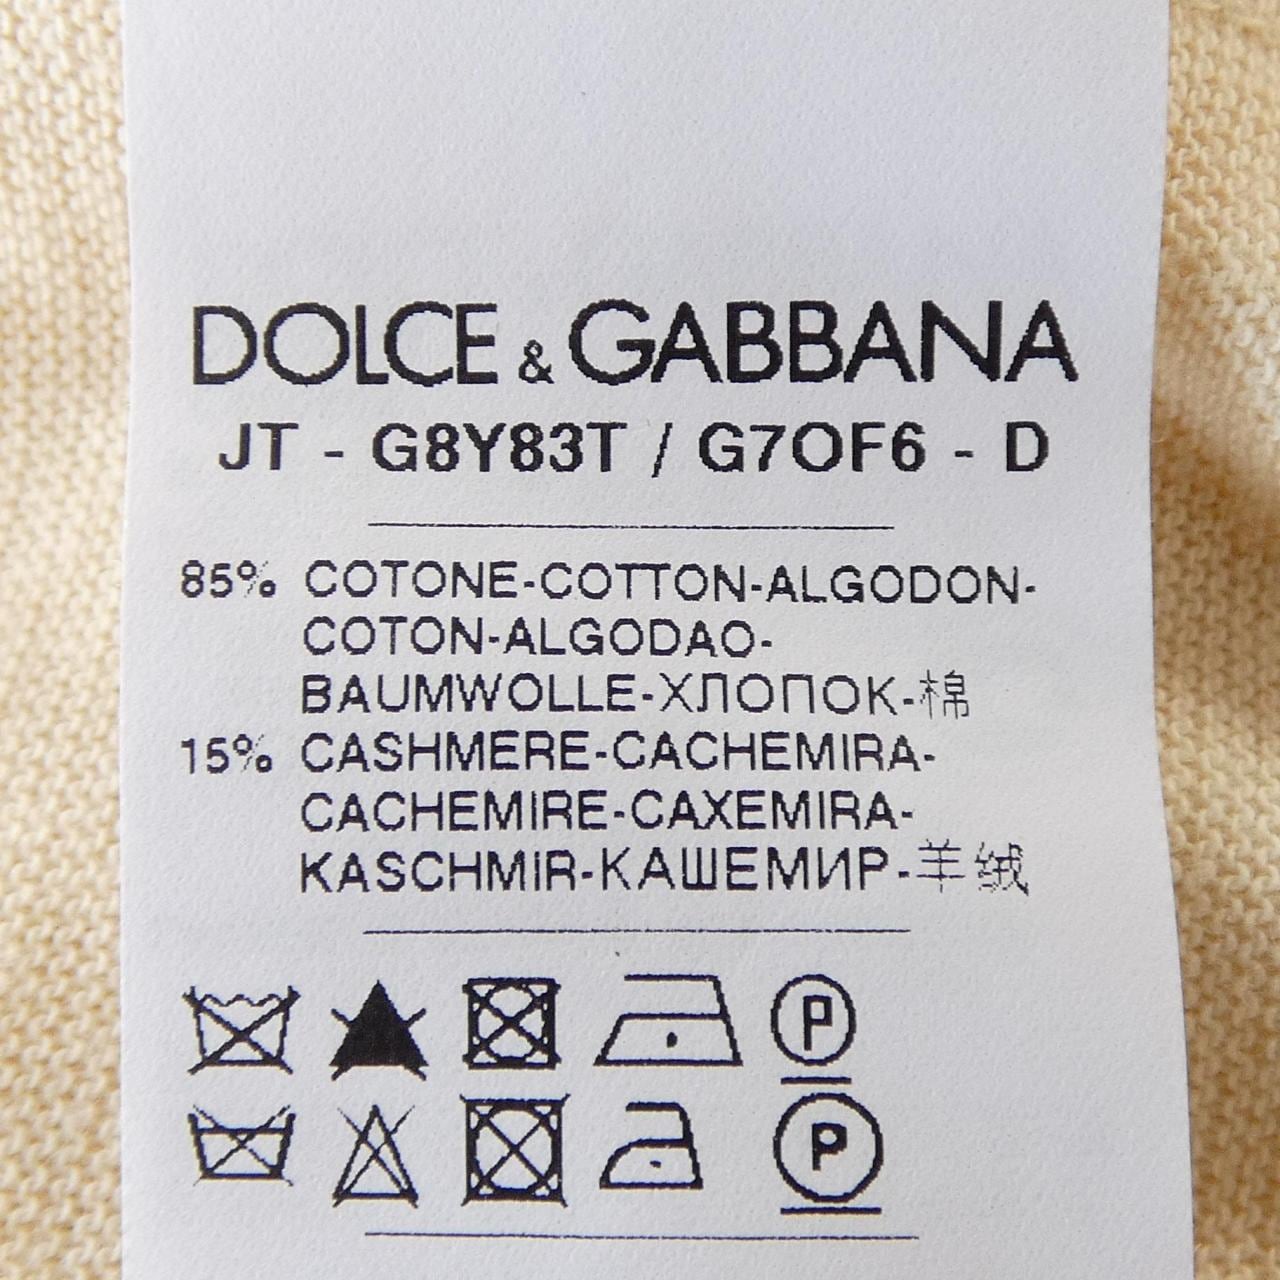 DOLCE & GABBANA
JT - G8Y83T / G7OF6 - D
85% COTONE-COTTON-ALGODON-
COTON-ALGODAO-
BAUMWOLLE-ХЛОПОК-棉
15% CASHMERE-CACHEMIRA-
CACHEMIRE-CAXEMIRA-
KASCHMIR-КАШЕМИР-羊绒
P
P